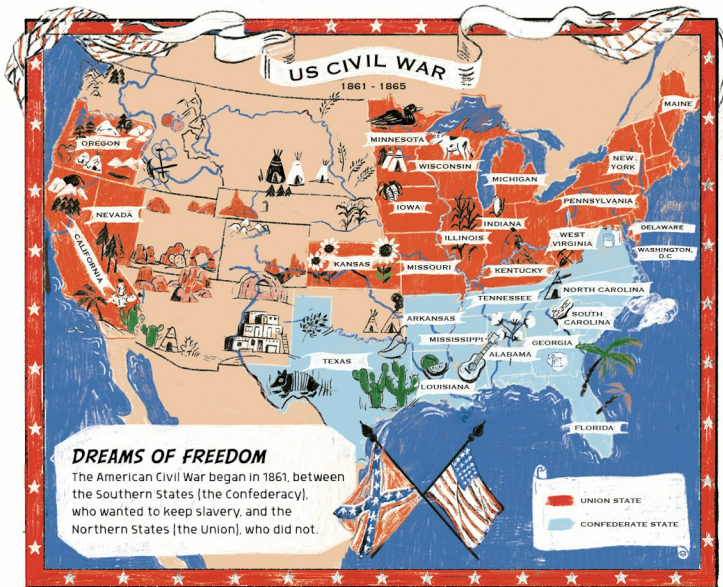 US CIVIL WAR
1861 - 1865
MAINE
MINNESOTA
OREGON
NEW
YORK
WISCONSIN
MICHIGAN
PENNSYLVANIA
IOWA
NEVADA
INDIANA
DELAWARE
ILLINOIS
WEST
VIRGINIA
WASHINGTON,
D.C
CALIFORNIA
KANSAS
MISSOURI
KENTUCKY
NORTH CAROLINA
TENNESSEE
ARKANSAS
SOUTH
CAROLINA
MISSISSIPPI
GEORGIA
ALABAMA
TEXAS
LOUISIANA
FLORIDA
DREAMS OF FREEDOM
The American Civil War began in 1861, between
the Southern States (the Confederacy),
who wanted to keep slavery, and the
Northern States (the Union), who did not.
UNION STATE
CONFEDERATE STATE